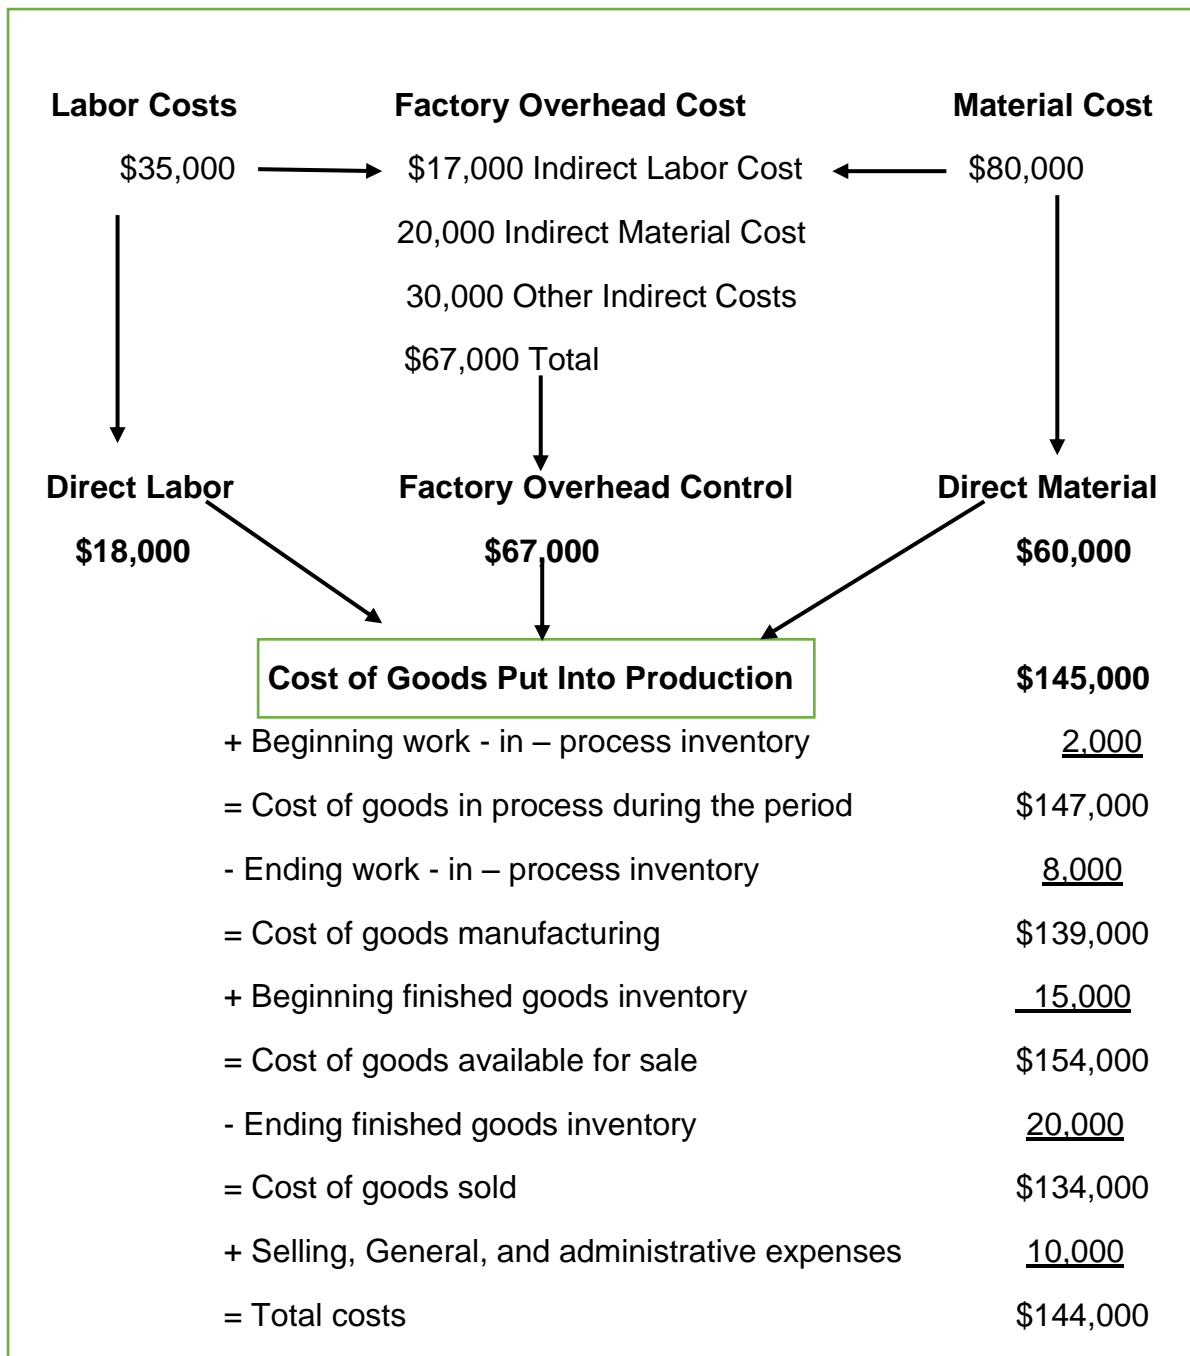 Labor Costs Factory Overhead Cost Material Cost
$35,000 $17,000 Indirect Labor Cost $80,000
20,000 Indirect Material Cost
30,000 Other Indirect Costs
$67,000 Total
Direct Labor Factory Overhead Control Direct Material
$18,000 $67,000 $60,000
Cost of Goods Put Into Production $145,000
+ Beginning work - in – process inventory 2,000
= Cost of goods in process during the period $147,000
- Ending work - in – process inventory 8,000
= Cost of goods manufacturing $139,000
+ Beginning finished goods inventory 15,000
= Cost of goods available for sale $154,000
- Ending finished goods inventory 20,000
= Cost of goods sold $134,000
+ Selling, General, and administrative expenses 10,000
= Total costs $144,000